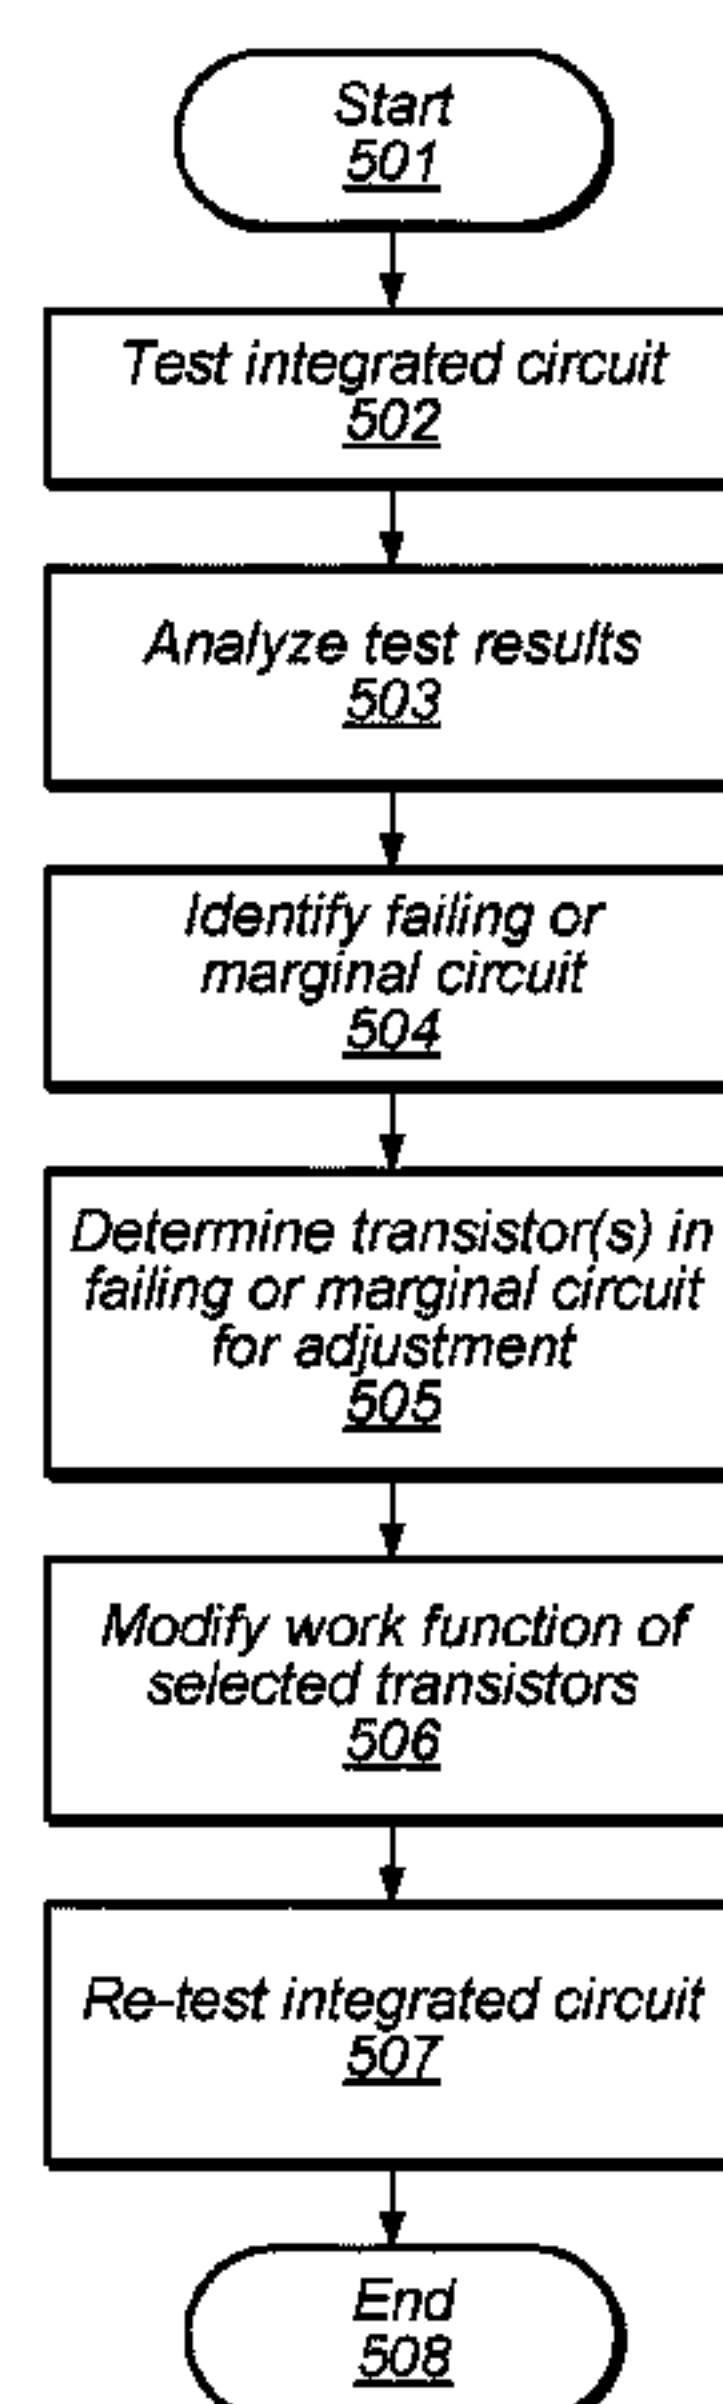 Start
501
Test integrated circuit
502
Analyze test results
503
Identify failing or
marginal circuit
504
Determine transistor(s) in
failing or marginal circuit
for adjustment
505
Modify work function of
selected transistors
506
Re-test integrated circuit
507
End
508